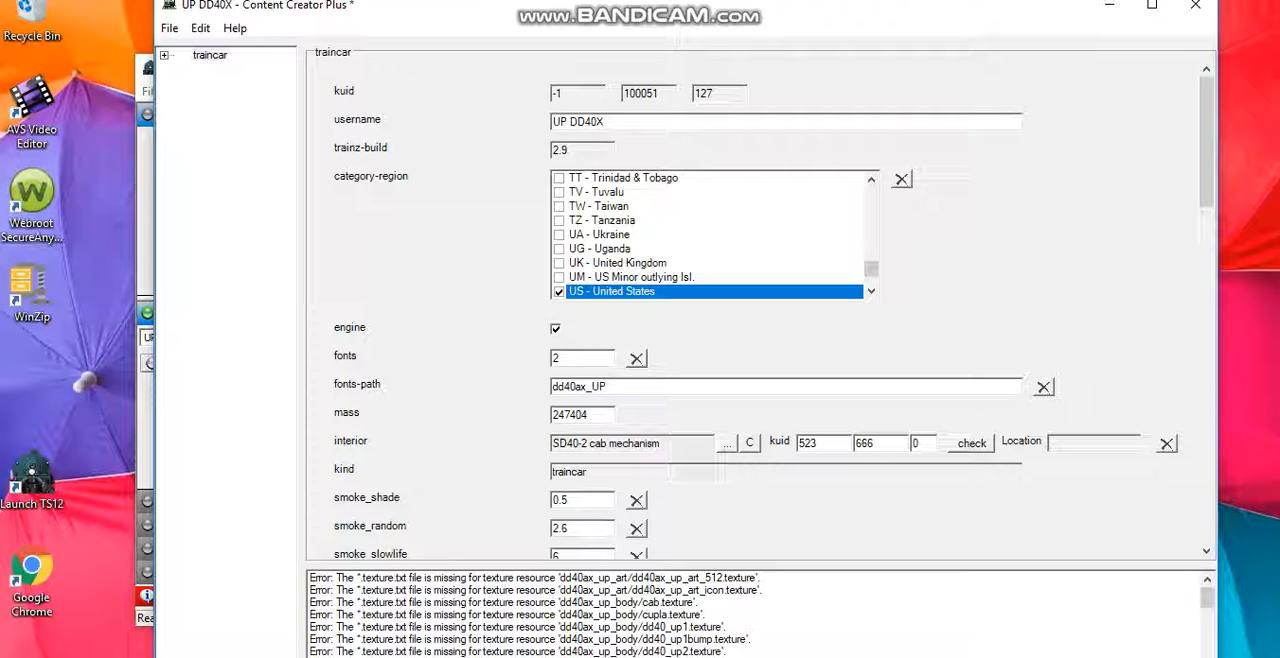 UP DD40X - Content Creator Plus *
www.BANDICAM.com
File Edit Help
Recycle Bin
AVS Video
Editor
Webroot
SecureAny...
WinZip
Launch TS12
Google
Chrome
traincar
traincar
kuid -1 100051 127
username UP DD40X
trainz-build 2.9
category-region
TT - Trinidad & Tobago
TV - Tuvalu
TW - Taiwan
TZ - Tanzania
UA - Ukraine
UG - Uganda
UK - United Kingdom
UM - US Minor outlying Isl.
US - United States
engine
fonts 2
fonts-path dd40ax_UP
mass 247404
interior SD40-2 cab mechanism ... C kuid 523 666 0 check Location
kind traincar
smoke_shade 0.5
smoke_random 2.6
smoke_slowlife 6
Error: The *.texture.txt file is missing for texture resource 'dd40ax_up_art/dd40ax_up_art_512.texture'.
Error: The *.texture.txt file is missing for texture resource 'dd40ax_up_art/dd40ax_up_art_icon.texture'.
Error: The *.texture.txt file is missing for texture resource 'dd40ax_up_body/cab.texture'.
Error: The *.texture.txt file is missing for texture resource 'dd40ax_up_body/cupla.texture'.
Error: The *.texture.txt file is missing for texture resource 'dd40ax_up_body/dd40_up1.texture'.
Error: The *.texture.txt file is missing for texture resource 'dd40ax_up_body/dd40_up1bump.texture'.
Error: The *.texture.txt file is missing for texture resource 'dd40ax_up_body/dd40_up2.texture'.
Fi
UP
Rea